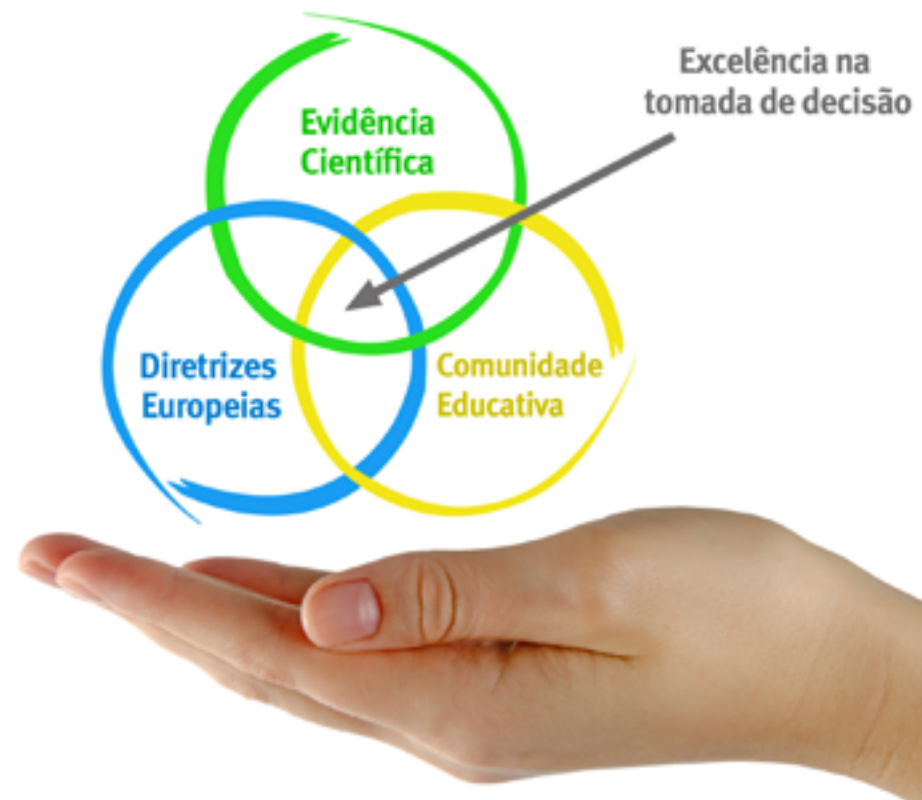 Excelência na
tomada de decisão
Evidência
Científica
Diretrizes
Europeias
Comunidade
Educativa